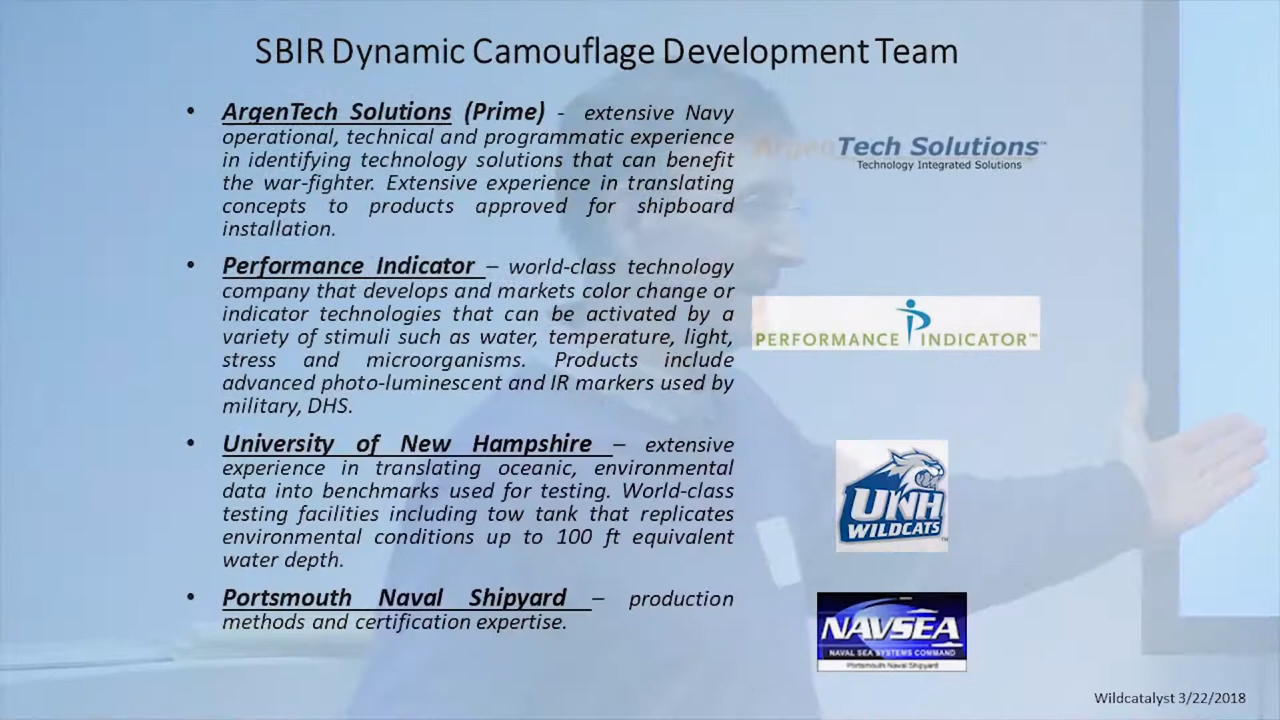 SBIR Dynamic Camouflage Development Team
• ArgenTech Solutions (Prime) - extensive Navy
operational, technical and programmatic experience
in identifying technology solutions that can benefit
the war-fighter. Extensive experience in translating
concepts to products approved for shipboard
installation.
ArgenTech Solutions™
Technology Integrated Solutions
• Performance Indicator – world-class technology
company that develops and markets color change or
indicator technologies that can be activated by a
variety of stimuli such as water, temperature, light,
stress and microorganisms. Products include
advanced photo-luminescent and IR markers used by
military, DHS.
PERFORMANCE INDICATOR™
• University of New Hampshire – extensive
experience in translating oceanic, environmental
data into benchmarks used for testing. World-class
testing facilities including tow tank that replicates
environmental conditions up to 100 ft equivalent
water depth.
UNH
WILDCATS™
• Portsmouth Naval Shipyard – production
methods and certification expertise.
NAVSEA
NAVAL SEA SYSTEMS COMMAND
Portsmouth Naval Shipyard
Wildcatalyst 3/22/2018